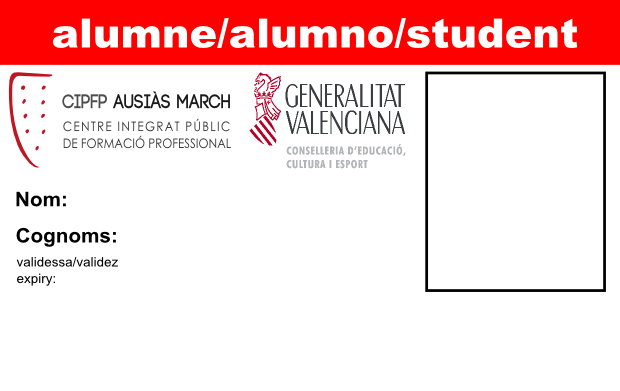 alumne/alumno/student
CIPFP AUSIÀS MARCH
CENTRE INTEGRAT PÚBLIC
DE FORMACIÓ PROFESSIONAL
GENERALITAT
VALENCIANA
CONSELLERIA D'EDUCACIÓ,
CULTURA I ESPORT
Nom:
Cognoms:
validessa/validez
expiry: